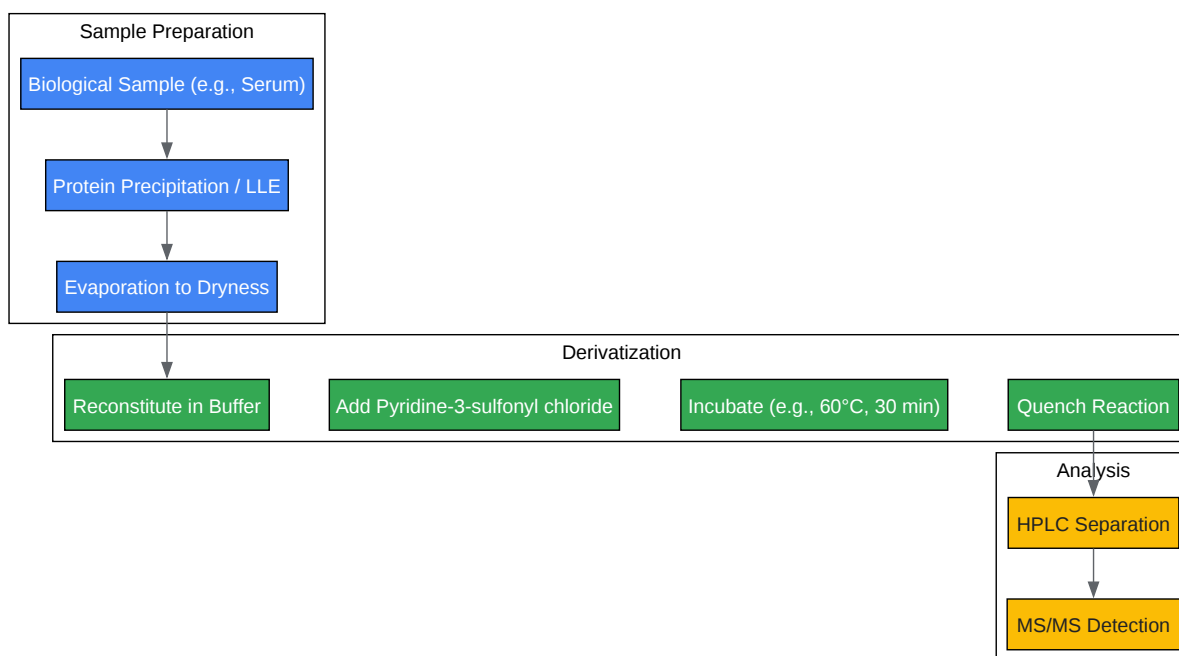 Sample Preparation
Biological Sample (e.g., Serum)
Protein Precipitation / LLE
Evaporation to Dryness
Derivatization
Reconstitute in Buffer
Add Pyridine-3-sulfonyl chloride
Incubate (e.g., 60°C, 30 min)
Quench Reaction
Analysis
HPLC Separation
MS/MS Detection